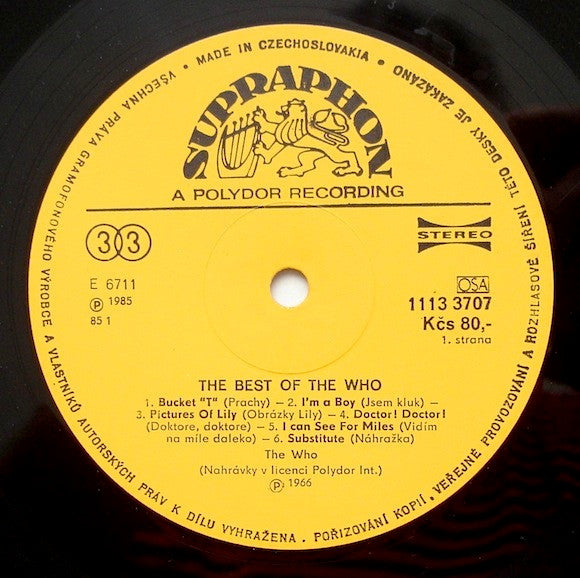 VŠECHNA PRÁVA GRAMOFONOVÉHO VÝROBCE A VLASTNÍKŮ AUTORSKÝCH PRÁV K DÍLU VYHRAŽENA. POŘIZOVÁNÍ KOPIÍ, VEŘEJNÉ PROVOZOVÁNÍ A ROZHLASOVÉ ŠÍŘENÍ TÉTO DESKY JE ZAKÁZÁNO • MADE IN CZECHOSLOVAKIA •
SUPRAPHON
A POLYDOR RECORDING
33
STEREO
E 6711
Ⓟ 1985
85 1
OSA
1113 3707
Kčs 80,-
1. strana
THE BEST OF THE WHO
1. Bucket "T" (Prachy) – 2. I'm a Boy (Jsem kluk) –
3. Pictures Of Lily (Obrázky Lily) – 4. Doctor! Doctor!
(Doktore, doktore) – 5. I can See For Miles (Vidím
na míle daleko) – 6. Substitute (Náhražka)
The Who
(Nahrávky v licenci Polydor Int.)
Ⓟ 1966